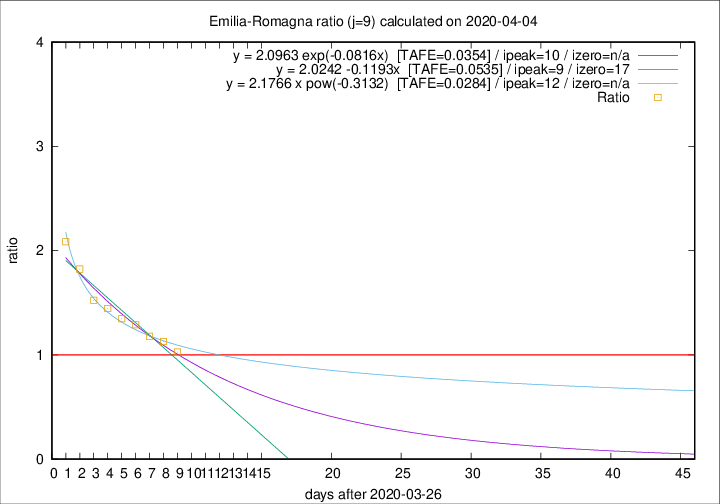 Emilia-Romagna ratio (j=9) calculated on 2020-04-04
y = 2.0963 exp(-0.0816x) [TAFE=0.0354] / ipeak=10 / izero=n/a
y = 2.0242 -0.1193x [TAFE=0.0535] / ipeak=9 / izero=17
y = 2.1766 x pow(-0.3132) [TAFE=0.0284] / ipeak=12 / izero=n/a
Ratio
4
3
2
1
0
ratio
0 1 2 3 4 5 6 7 8 9 10 11 12 13 14 15 20 25 30 35 40 45
days after 2020-03-26